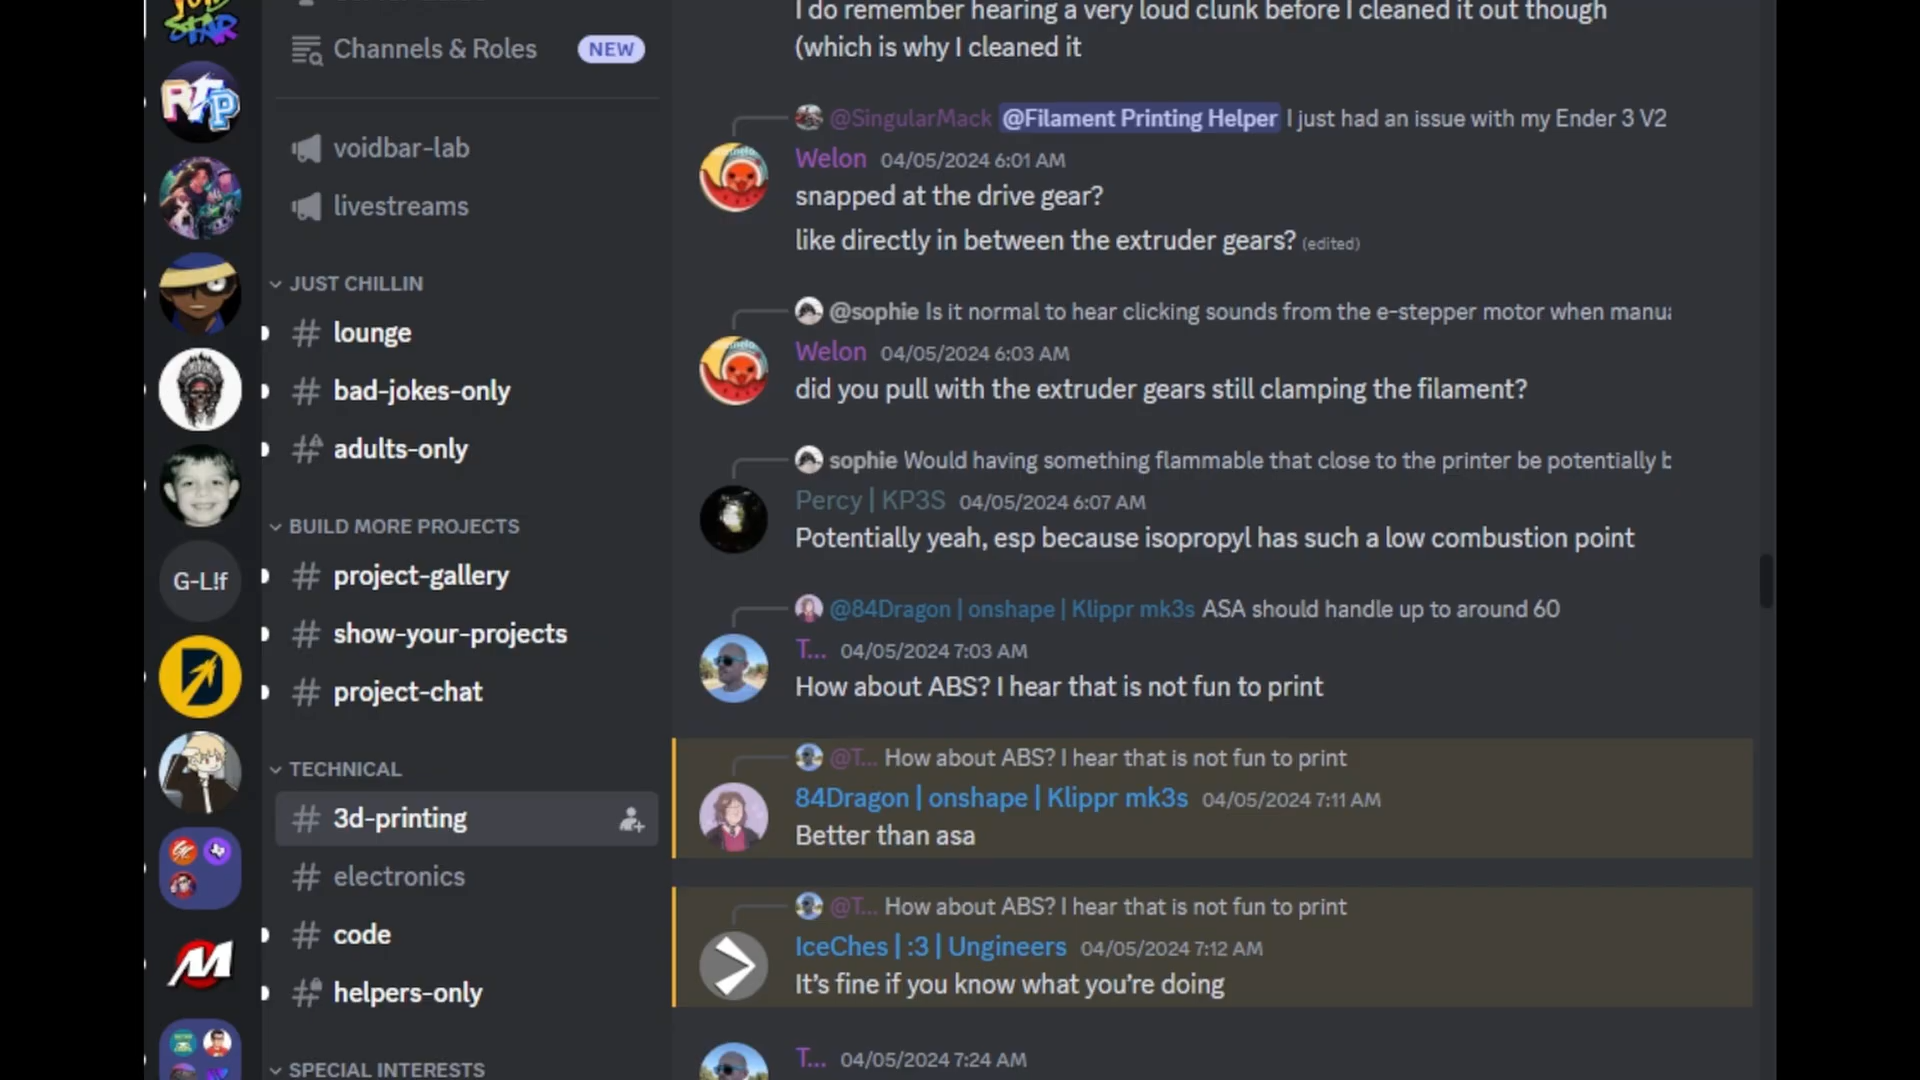 VOID
STAR
RTP
G-L!f
Channels & Roles
NEW
voidbar-lab
livestreams
JUST CHILLIN
lounge
bad-jokes-only
adults-only
BUILD MORE PROJECTS
project-gallery
show-your-projects
project-chat
TECHNICAL
3d-printing
electronics
code
helpers-only
SPECIAL INTERESTS
I do remember hearing a very loud clunk before I cleaned it out though
(which is why I cleaned it
@SingularMack @Filament Printing Helper I just had an issue with my Ender 3 V2
Welon 04/05/2024 6:01 AM
snapped at the drive gear?
like directly in between the extruder gears? (edited)
@sophie Is it normal to hear clicking sounds from the e-stepper motor when manu
Welon 04/05/2024 6:03 AM
did you pull with the extruder gears still clamping the filament?
sophie Would having something flammable that close to the printer be potentially b
Percy | KP3S 04/05/2024 6:07 AM
Potentially yeah, esp because isopropyl has such a low combustion point
@84Dragon | onshape | Klippr mk3s ASA should handle up to around 60
T... 04/05/2024 7:03 AM
How about ABS? I hear that is not fun to print
@T... How about ABS? I hear that is not fun to print
84Dragon | onshape | Klippr mk3s 04/05/2024 7:11 AM
Better than asa
@T... How about ABS? I hear that is not fun to print
IceChes | :3 | Ungineers 04/05/2024 7:12 AM
It's fine if you know what you're doing
T... 04/05/2024 7:24 AM